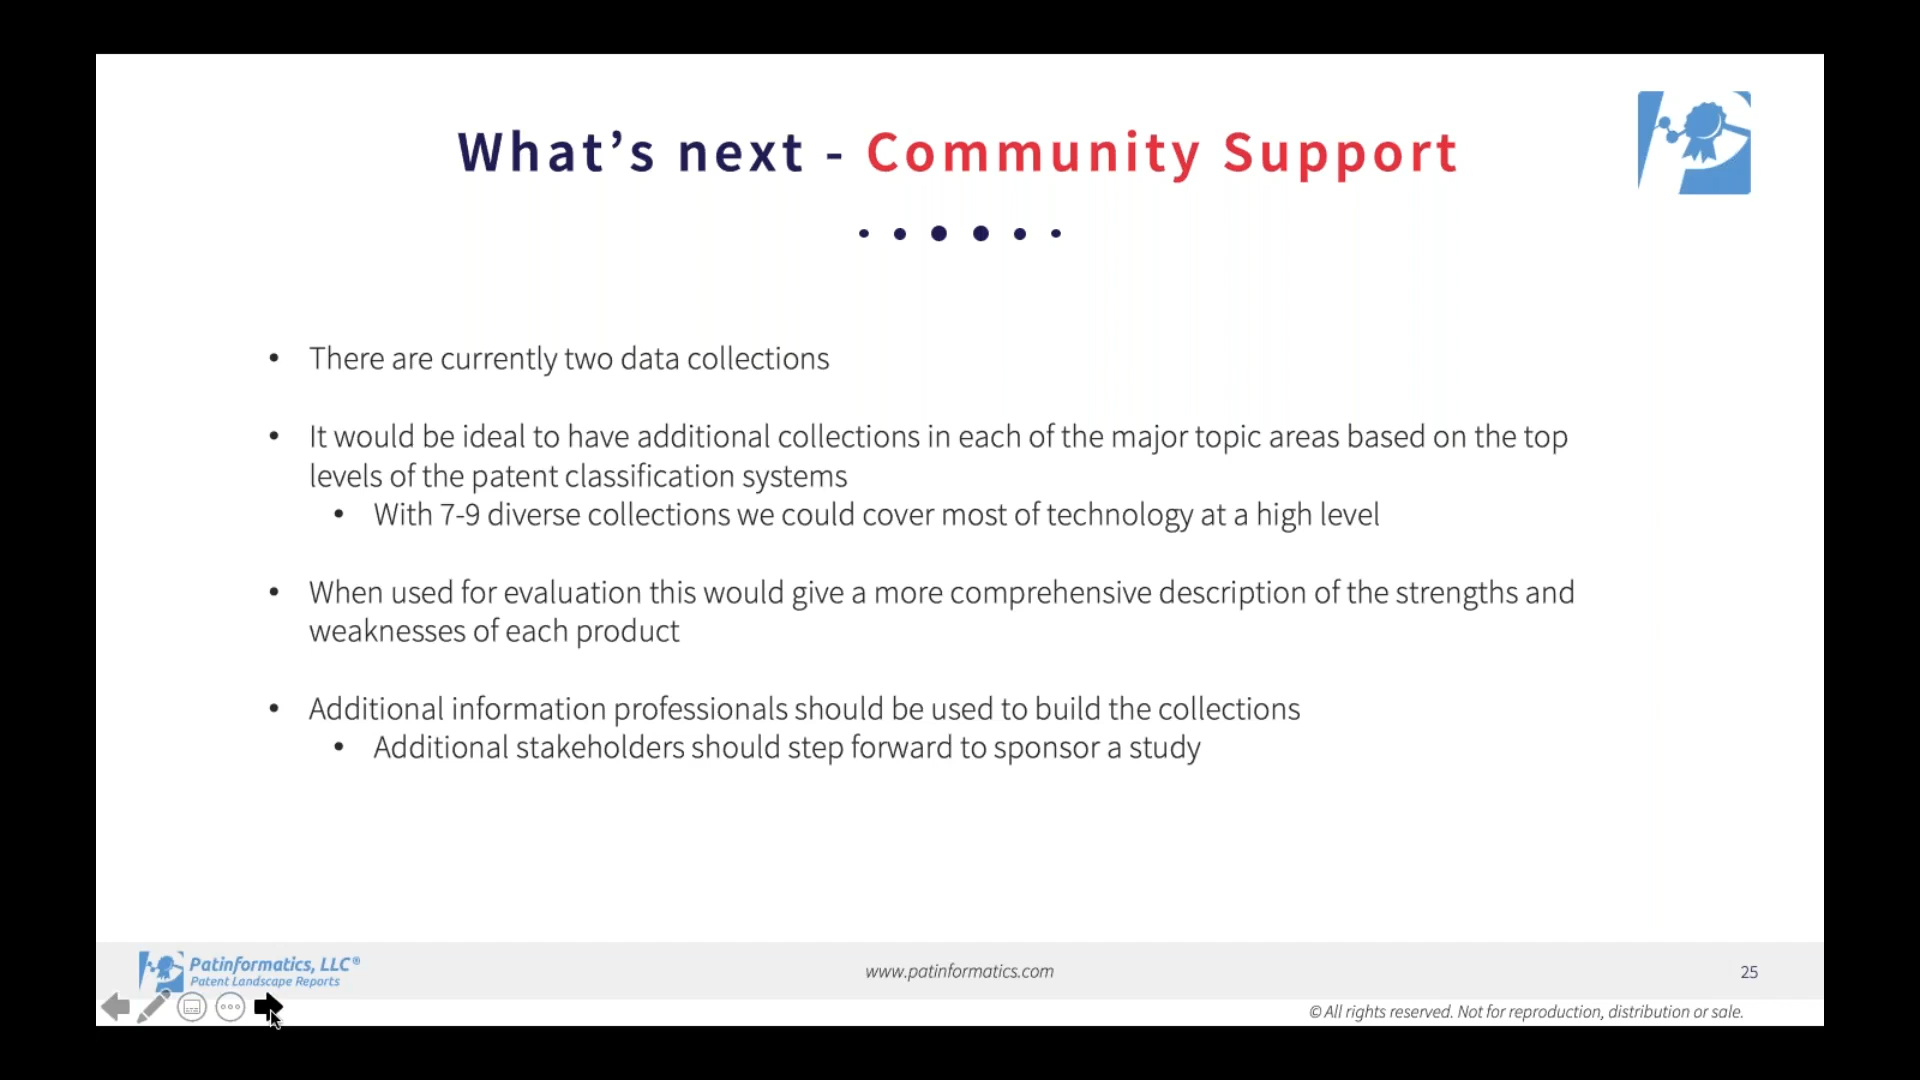 What’s next - Community Support
• There are currently two data collections
• It would be ideal to have additional collections in each of the major topic areas based on the top
levels of the patent classification systems
• With 7-9 diverse collections we could cover most of technology at a high level
• When used for evaluation this would give a more comprehensive description of the strengths and
weaknesses of each product
• Additional information professionals should be used to build the collections
• Additional stakeholders should step forward to sponsor a study
Patinformatics, LLC®
Patent Landscape Reports
www.patinformatics.com
25
© All rights reserved. Not for reproduction, distribution or sale.